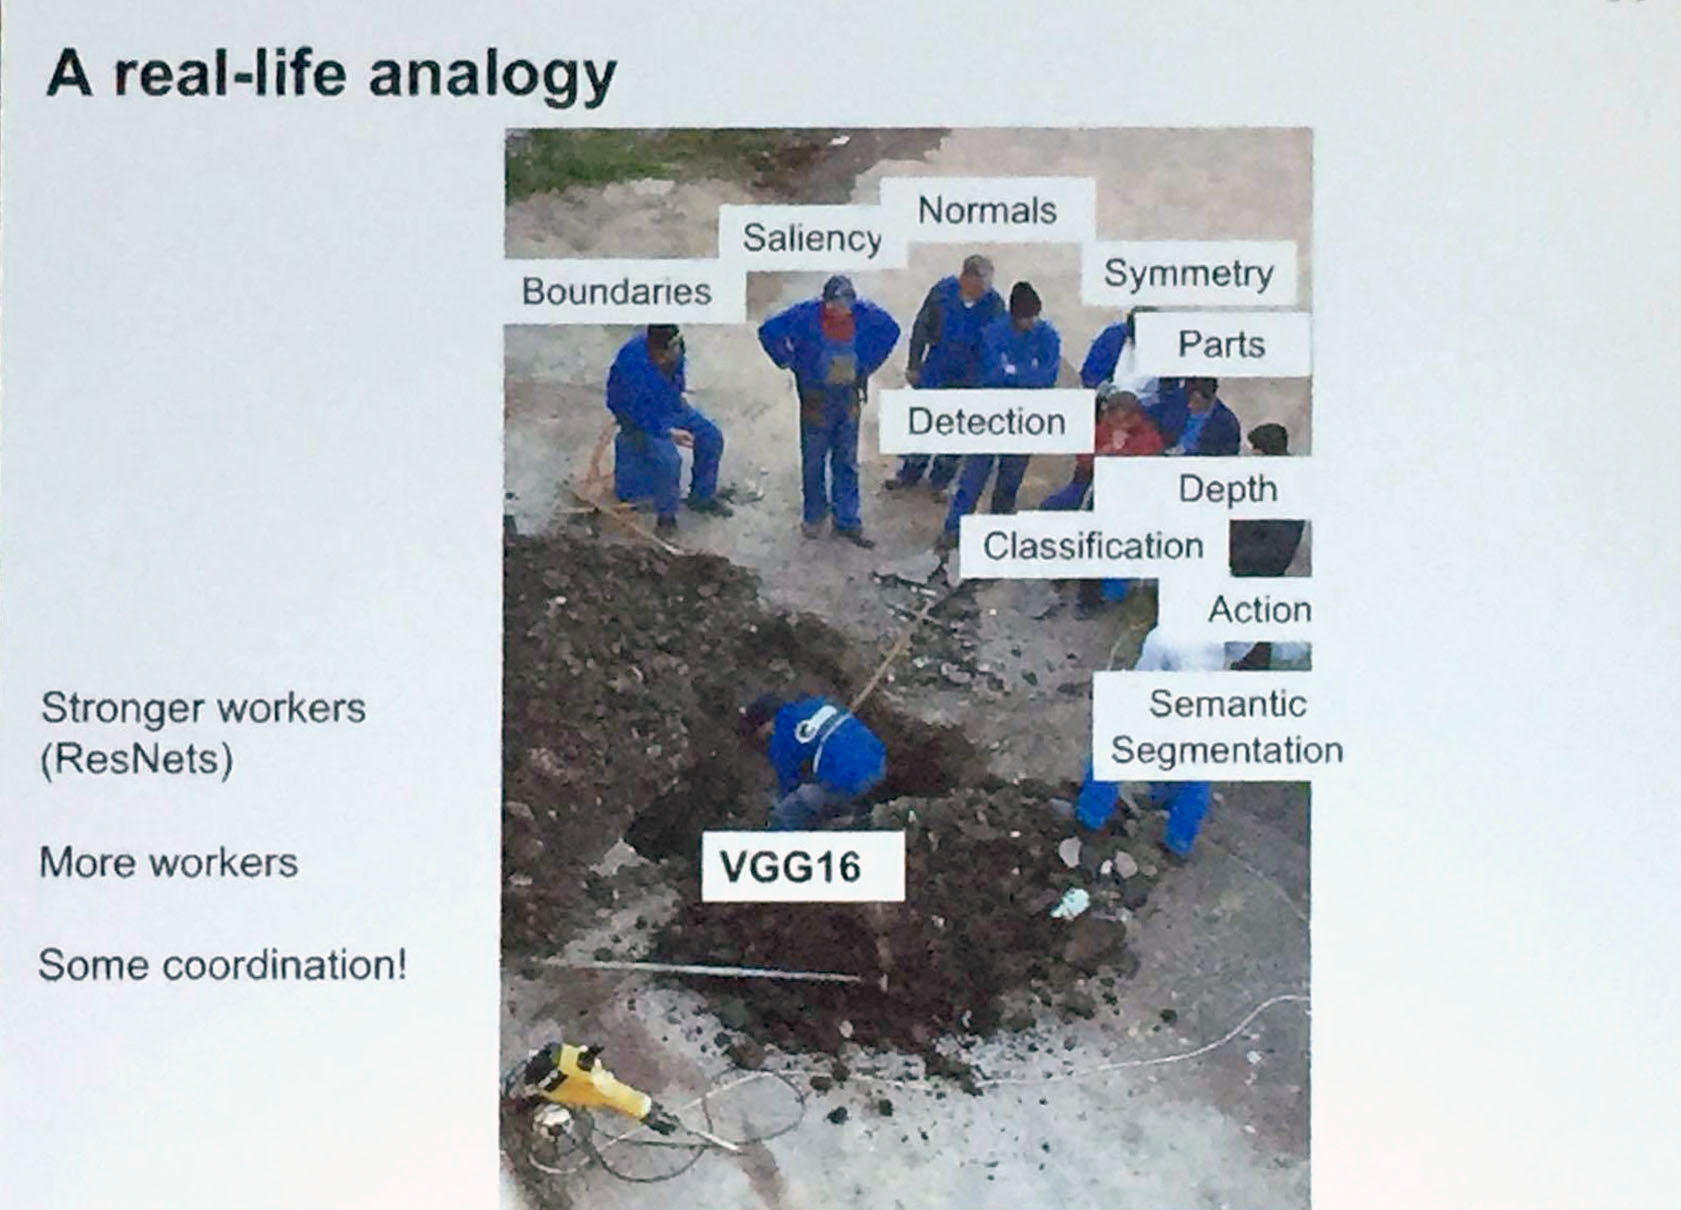 A real-life analogy
Normals
Saliency
Symmetry
Boundaries
Parts
Detection
Depth
Classification
Action
Semantic
Segmentation
Stronger workers
(ResNets)
VGG16
More workers
Some coordination!